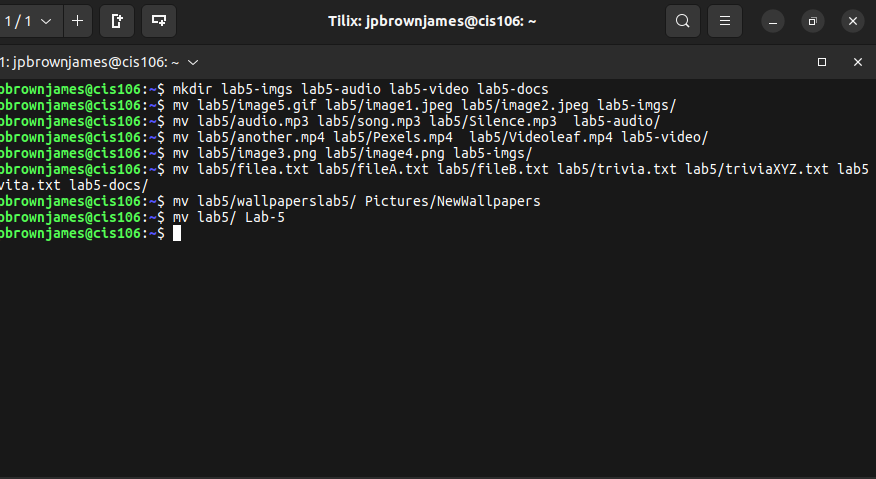 1 / 1
Tilix: jpbrownjames@cis106: ~
1: jpbrownjames@cis106: ~
pbrownjames@cis106:~$ mkdir lab5-imgs lab5-audio lab5-video lab5-docs
pbrownjames@cis106:~$ mv lab5/image5.gif lab5/image1.jpeg lab5/image2.jpeg lab5-imgs/
pbrownjames@cis106:~$ mv lab5/audio.mp3 lab5/song.mp3 lab5/Silence.mp3  lab5-audio/
pbrownjames@cis106:~$ mv lab5/another.mp4 lab5/Pexels.mp4  lab5/Videoleaf.mp4 lab5-video/
pbrownjames@cis106:~$ mv lab5/image3.png lab5/image4.png lab5-imgs/
pbrownjames@cis106:~$ mv lab5/filea.txt lab5/fileA.txt lab5/fileB.txt lab5/trivia.txt lab5/triviaXYZ.txt lab5
vita.txt lab5-docs/
pbrownjames@cis106:~$ mv lab5/wallpaperslab5/ Pictures/NewWallpapers
pbrownjames@cis106:~$ mv lab5/ Lab-5
pbrownjames@cis106:~$